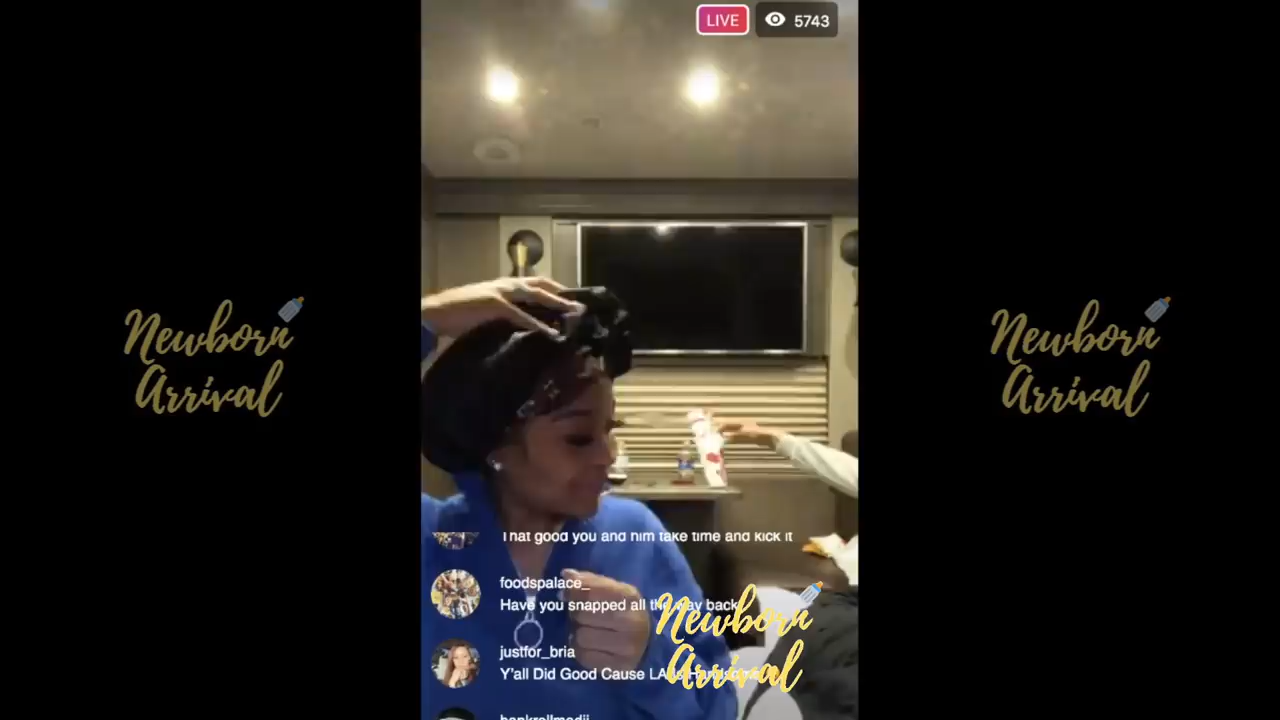 LIVE
5743
Newborn
Arrival
Newborn
Arrival
That good you and him take time and kick it
foodspalace_
Have you snapped all the way back
Newborn
justfor_bria
Y'all Did Good Cause
Arrival